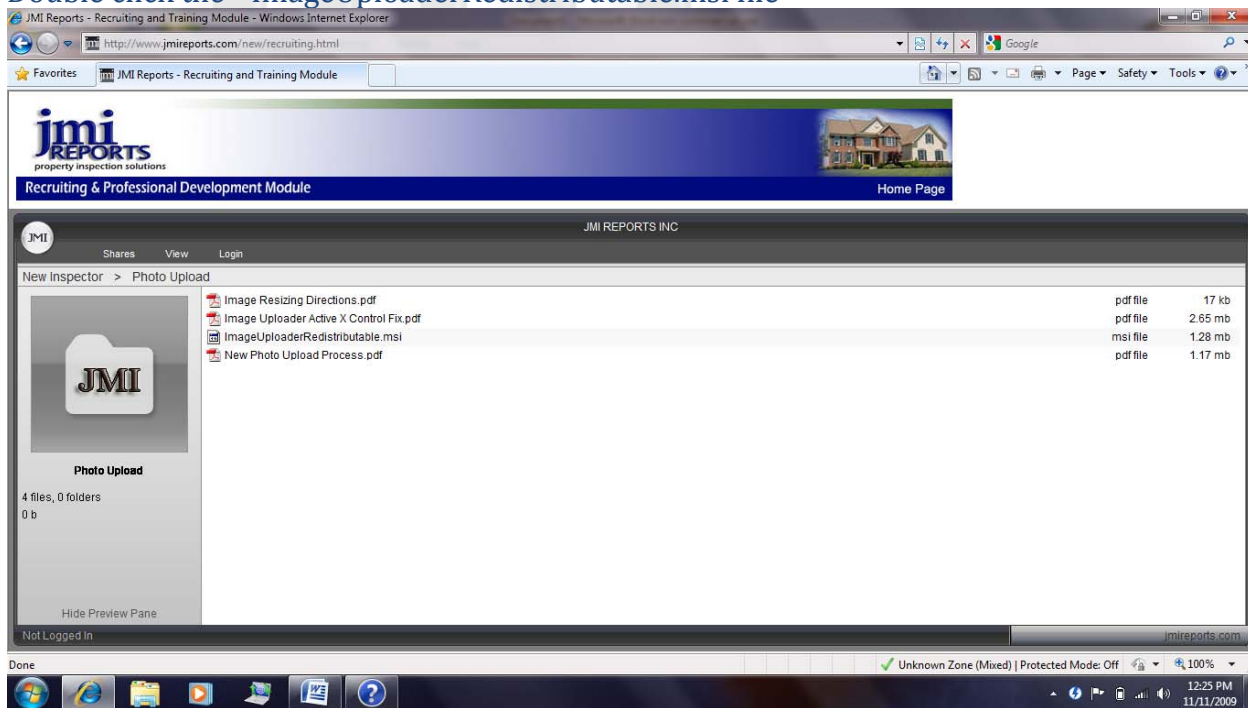 Double click the - ImageUploaderRedistributable.msi file
JMI Reports - Recruiting and Training Module - Windows Internet Explorer
http://www.jmireports.com/new/recruiting.html
Google
Favorites
JMI Reports - Recruiting and Training Module
Page Safety Tools
jmi
REPORTS
property inspection solutions
Recruiting & Professional Development Module Home Page
JMI REPORTS INC
JMI
Shares View Login
New Inspector > Photo Upload
Image Resizing Directions.pdf pdf file 17 kb
Image Uploader Active X Control Fix.pdf pdf file 2.65 mb
ImageUploaderRedistributable.msi msi file 1.28 mb
New Photo Upload Process.pdf pdf file 1.17 mb
JMI
Photo Upload
4 files, 0 folders
0 b
Hide Preview Pane
Not Logged In jmireports.com
Done Unknown Zone (Mixed) | Protected Mode: Off 100%
12:25 PM
11/11/2009